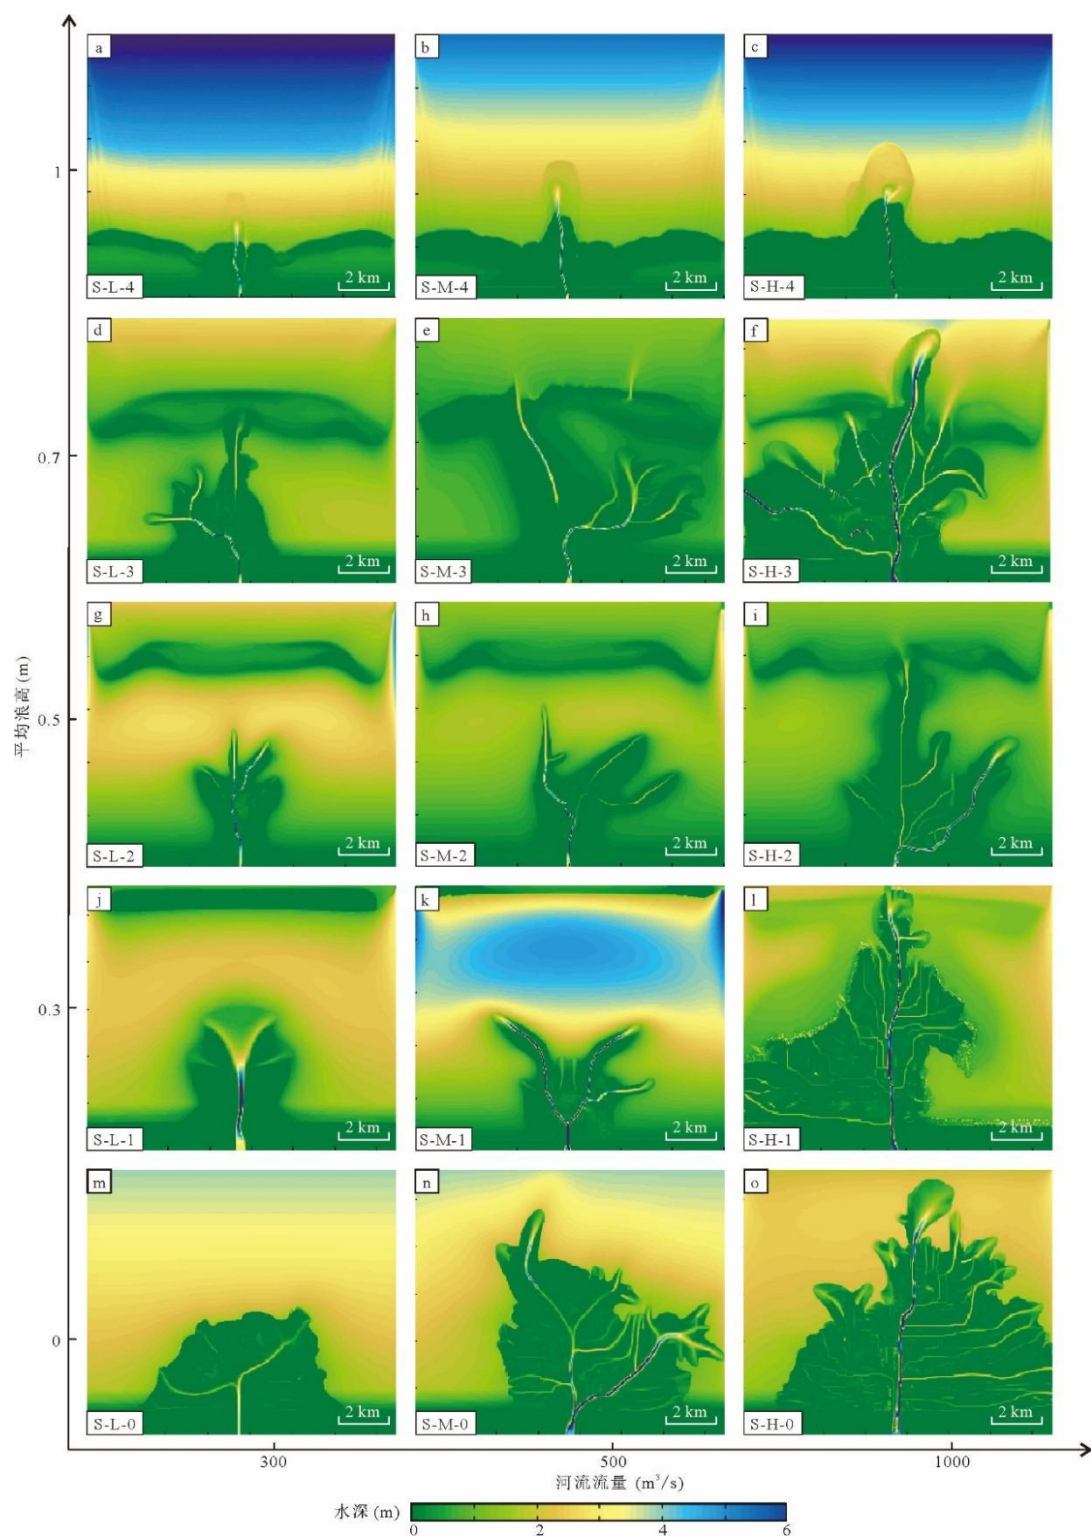 a
b
c
1
S-L-4
2 km
S-M-4
2 km
S-H-4
2 km
d
e
f
0.7
S-L-3
2 km
S-M-3
2 km
S-H-3
2 km
g
h
i
平均浪高 (m)
0.5
S-L-2
2 km
S-M-2
2 km
S-H-2
2 km
j
k
l
0.3
S-L-1
2 km
S-M-1
2 km
S-H-1
2 km
m
n
o
0
S-L-0
2 km
S-M-0
2 km
S-H-0
2 km
300
500
1000
河流流量 (m³/s)
水深 (m)
0
2
4
6